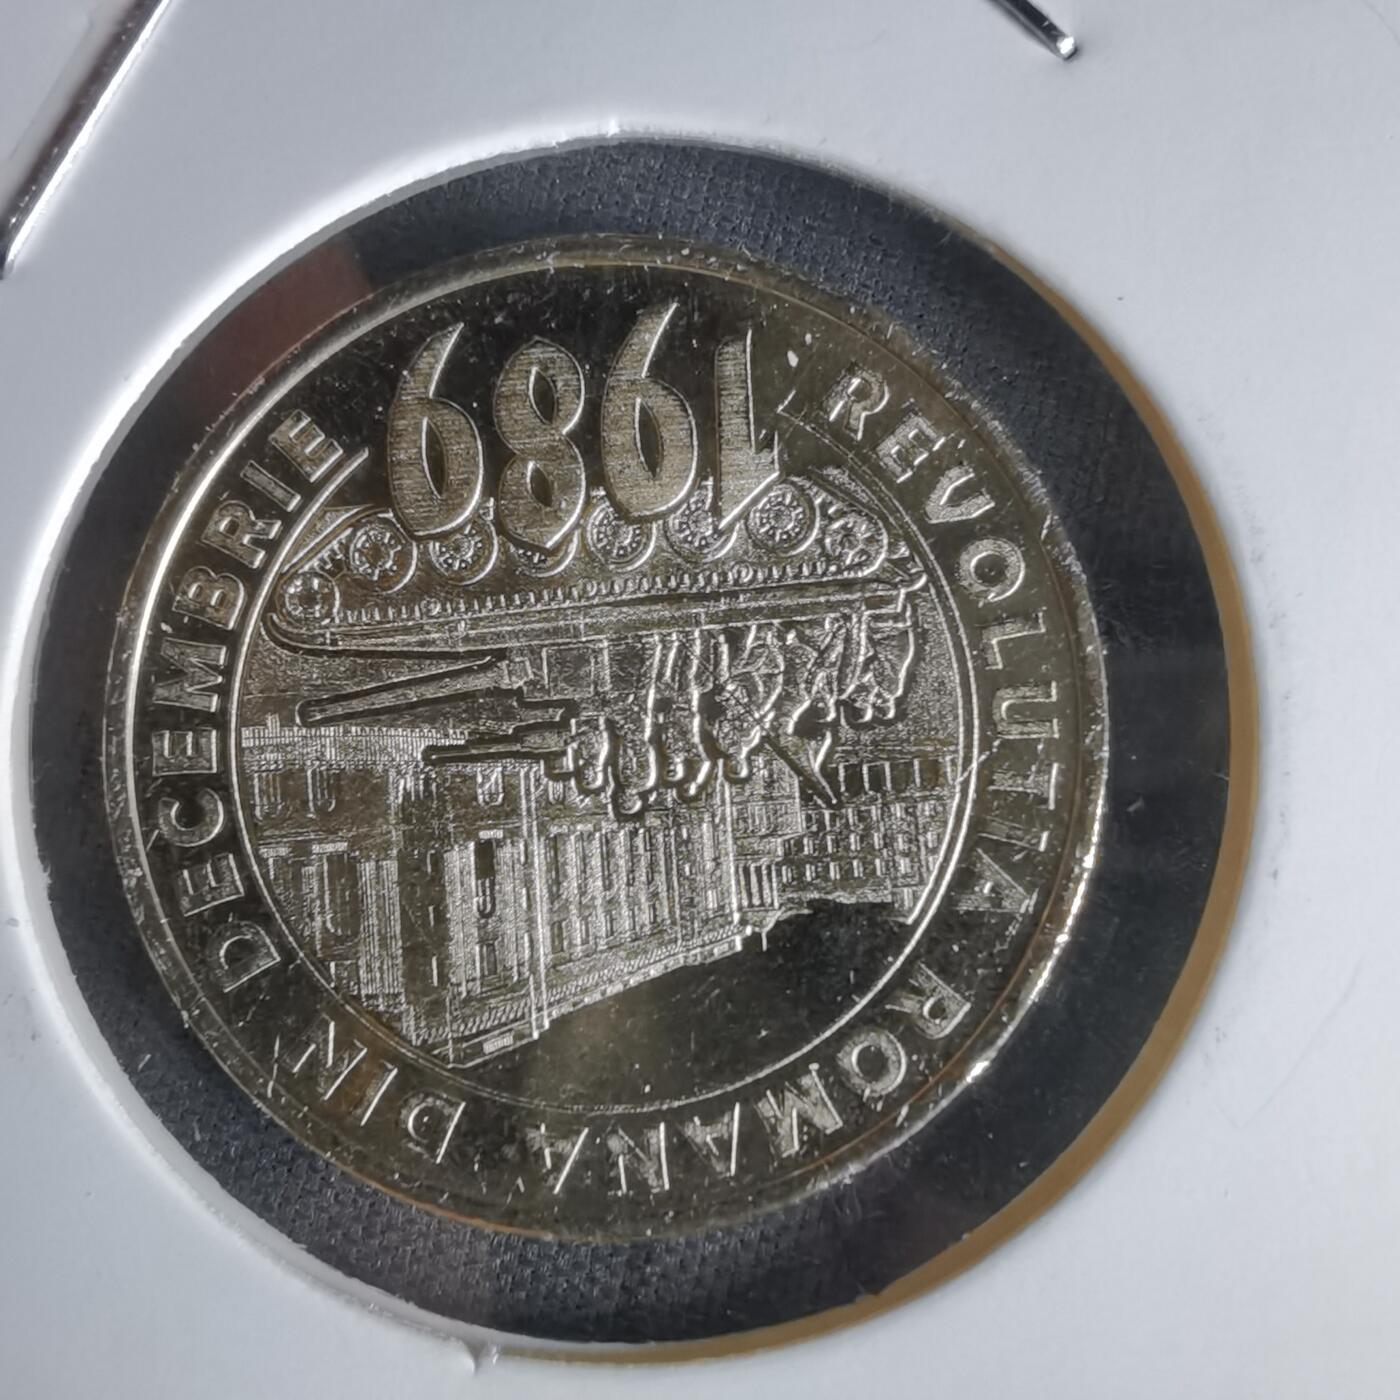 REVOLUTIA ROMANA DIN DECEMBRIE
1989